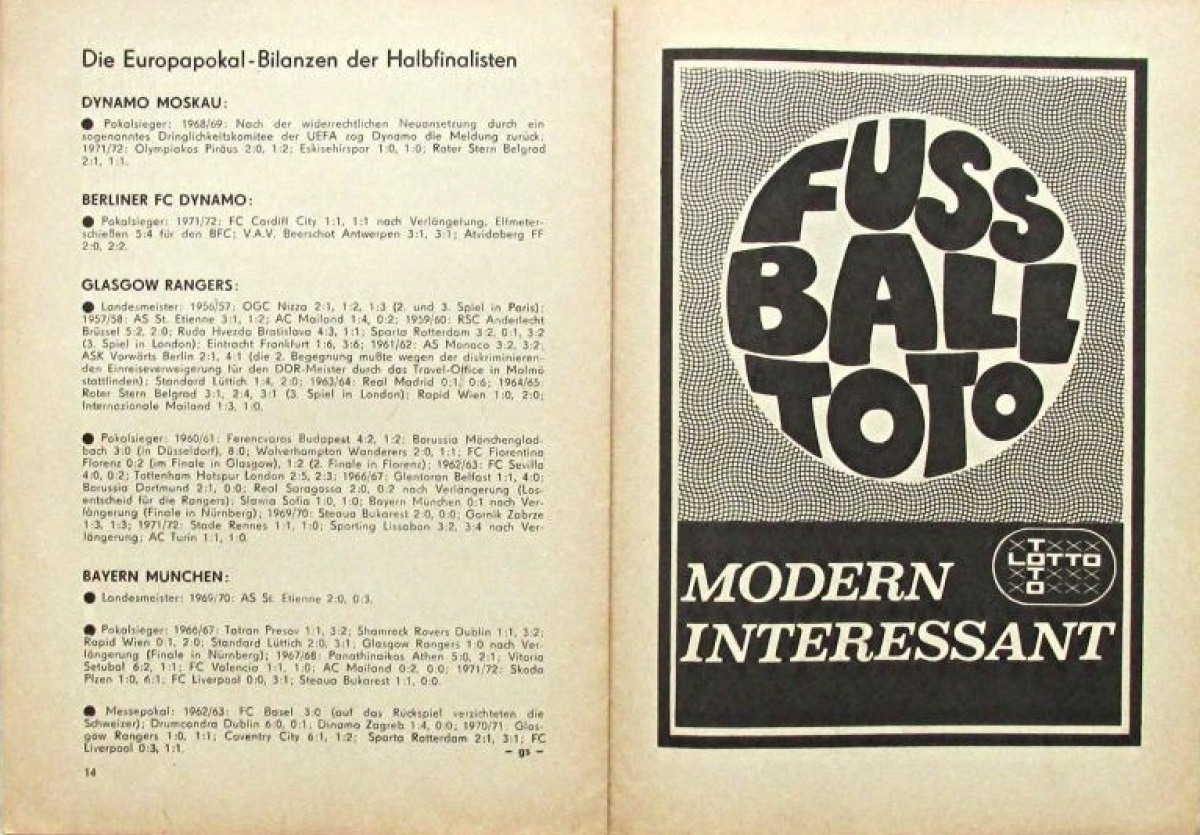 Die Europapokal-Bilanzen der Halbfinalisten
DYNAMO MOSKAU:
● Pokalsieger: 1968/69: Nach der widerrechtlichen Neuansetzung durch ein
sogenanntes Dringlichkeitskomitee der UEFA zog Dynamo die Meldung zurück;
1971/72: Olympiakos Piräus 2:0, 1:2; Eskisehirspor 1:0, 1:0; Roter Stern Belgrad
2:1, 1:1.
BERLINER FC DYNAMO:
● Pokalsieger: 1971/72: FC Cardiff City 1:1, 1:1 nach Verlängerung, Elfmeter-
schießen 5:4 für den BFC; V.A.V. Beerschot Antwerpen 3:1, 3:1; Atvidaberg FF
2:0, 2:2.
GLASGOW RANGERS:
● Landesmeister: 1956/57: OGC Nizza 2:1, 1:2, 1:3 (2. und 3. Spiel in Paris);
1957/58: AS St. Etienne 3:1, 1:2; AC Mailand 1:4, 0:2; 1959/60: RSC Anderlecht
Brüssel 5:2, 2:0; Ruda Hvezda Bratislava 4:3, 1:1; Sparta Rotterdam 3:2, 0:1, 3:2
(3. Spiel in London); Eintracht Frankfurt 1:6, 3:6; 1961/62: AS Monaco 3:2, 3:2;
ASK Vorwärts Berlin 2:1, 4:1 (die 2. Begegnung mußte wegen der diskriminieren-
den Einreiseverweigerung für den DDR-Meister durch das Travel-Office in Malmö
stattfinden); Standard Lüttich 1:4, 2:0; 1963/64: Real Madrid 0:1, 0:6; 1964/65:
Roter Stern Belgrad 3:1, 2:4, 3:1 (3. Spiel in London); Rapid Wien 1:0, 2:0;
Internazionale Mailand 1:3, 1:0.
● Pokalsieger: 1960/61: Ferencvaros Budapest 4:2, 1:2; Borussia Mönchenglad-
bach 3:0 (in Düsseldorf), 8:0; Wolverhampton Wanderers 2:0, 1:1; FC Fiorentina
Florenz 0:2 (im Finale in Glasgow), 1:2 (2. Finale in Florenz); 1962/63: FC Sevilla
4:0, 0:2; Tottenham Hotspur London 2:5, 2:3; 1966/67: Glentoran Belfast 1:1, 4:0;
Borussia Dortmund 2:1, 0:0; Real Saragossa 2:0, 0:2 nach Verlängerung (Los-
entscheid für die Rangers); Slawia Sofia 1:0, 1:0; Bayern München 0:1 nach Ver-
längerung (Finale in Nürnberg); 1969/70: Steaua Bukarest 2:0, 0:0; Gornik Zabrze
1:3, 1:3; 1971/72: Stade Rennes 1:1, 1:0; Sporting Lissabon 3:2, 3:4 nach Ver-
längerung; AC Turin 1:1, 1:0.
BAYERN MUNCHEN:
● Landesmeister: 1969/70: AS St. Etienne 2:0, 0:3.
● Pokalsieger: 1966/67: Tatran Presov 1:1, 3:2; Shamrock Rovers Dublin 1:1, 3:2;
Rapid Wien 0:1, 2:0; Standard Lüttich 2:0, 3:1; Glasgow Rangers 1:0 nach Ver-
längerung (Finale in Nürnberg); 1967/68: Panathinaikos Athen 5:0, 2:1; Vitoria
Setubal 6:2, 1:1; FC Valencia 1:1, 1:0; AC Mailand 0:2, 0:0; 1971/72: Skoda
Plzen 1:0, 6:1; FC Liverpool 0:0, 3:1; Steaua Bukarest 1:1, 0:0.
● Messepokal: 1962/63: FC Basel 3:0 (auf das Rückspiel verzichteten die
Schweizer); Drumcondra Dublin 6:0, 0:1; Dinamo Zagreb 1:4, 0:0; 1970/71: Glas-
gow Rangers 1:0, 1:1; Coventry City 6:1, 1:2; Sparta Rotterdam 2:1, 3:1; FC
Liverpool 0:3, 1:1.
– gs –
14
FUSS
BALL
TOTO
MODERN
INTERESSANT
LOTTO
TOTO